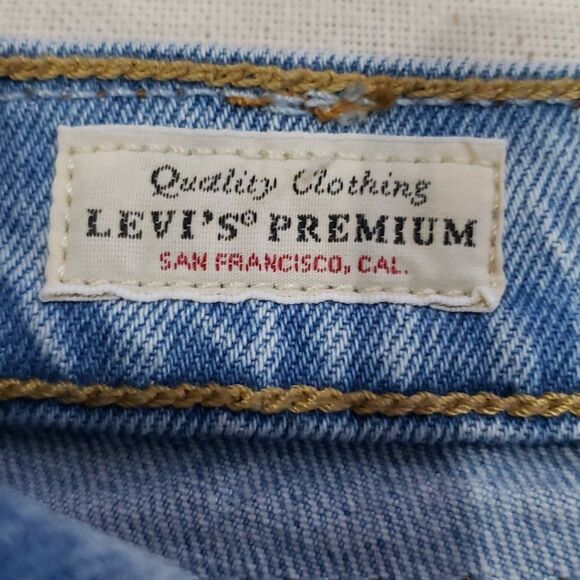 Quality Clothing
LEVI'S® PREMIUM
SAN FRANCISCO, CAL.